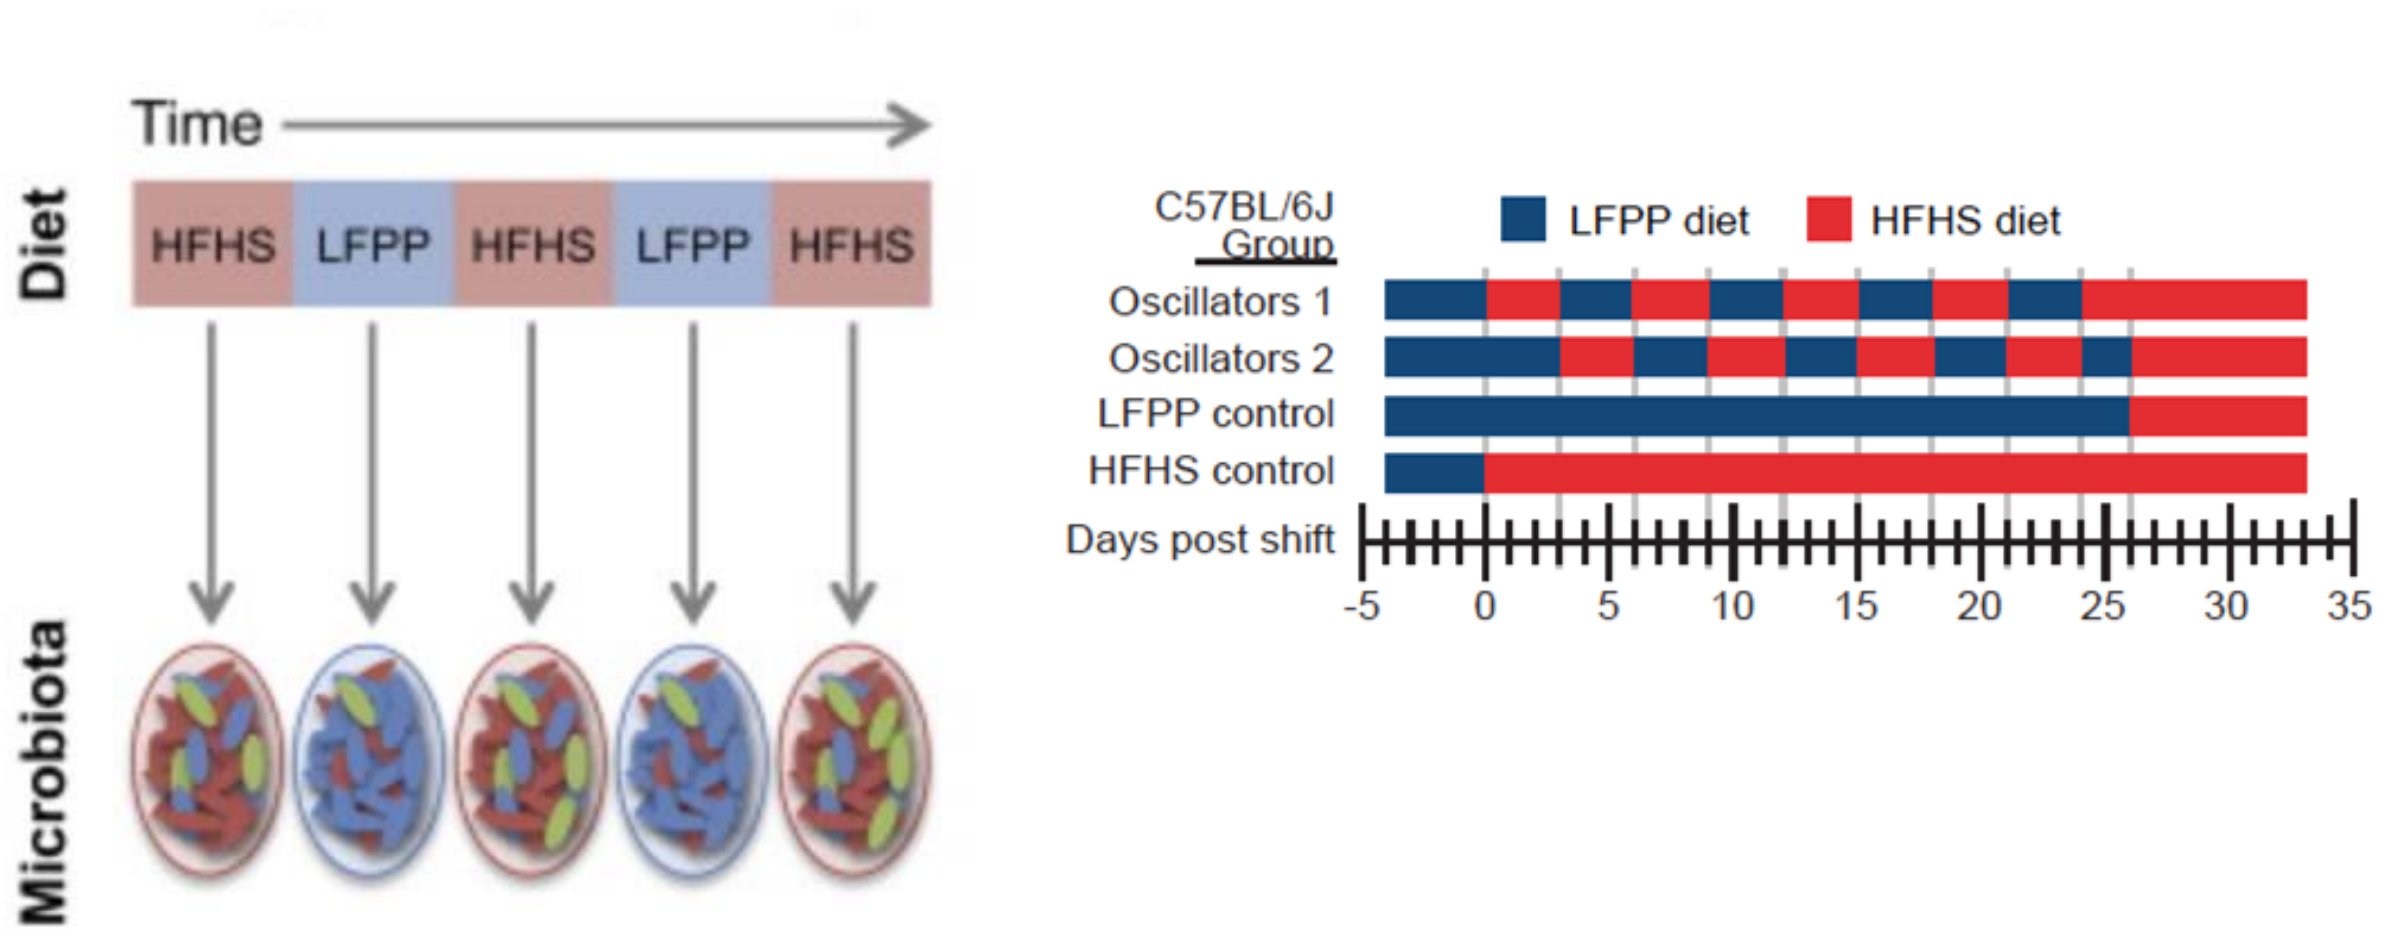 Time
Diet
HFHS LFPP HFHS LFPP HFHS
Microbiota
C57BL/6J
Group
LFPP diet HFHS diet
Oscillators 1
Oscillators 2
LFPP control
HFHS control
Days post shift
-5 0 5 10 15 20 25 30 35